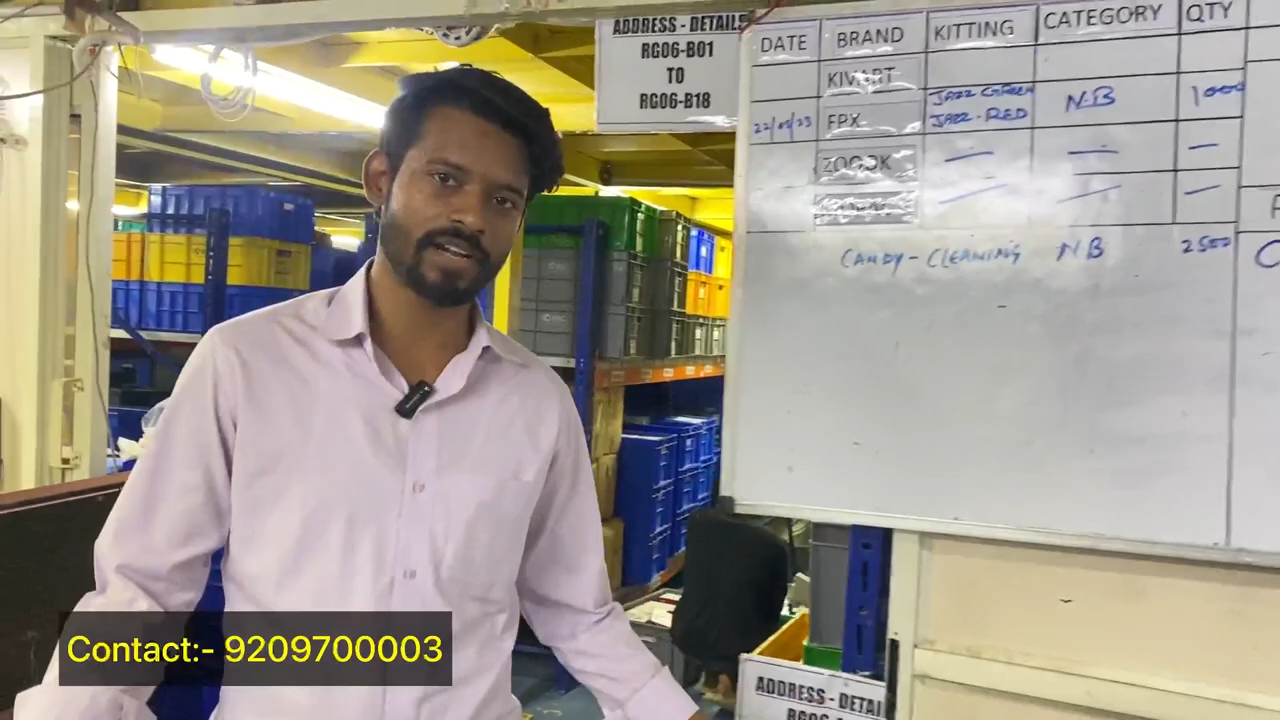 ADDRESS - DETAILS
RG06-B01
TO
RG06-B18
DATE BRAND KITTING CATEGORY QTY
KIVART
22/05/23 FPX JAZZ GREEN JAZZ-RED N-B 1000
ZOOOK — — —
— — —
CANDY - CLEANING NB 2500
Contact:- 9209700003
ADDRESS - DETAI